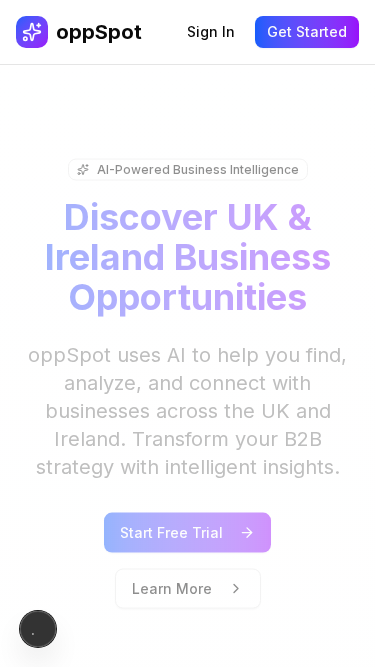 oppSpot
Sign In
Get Started
AI-Powered Business Intelligence
Discover UK &
Ireland Business
Opportunities
oppSpot uses AI to help you find,
analyze, and connect with
businesses across the UK and
Ireland. Transform your B2B
strategy with intelligent insights.
Start Free Trial
Learn More